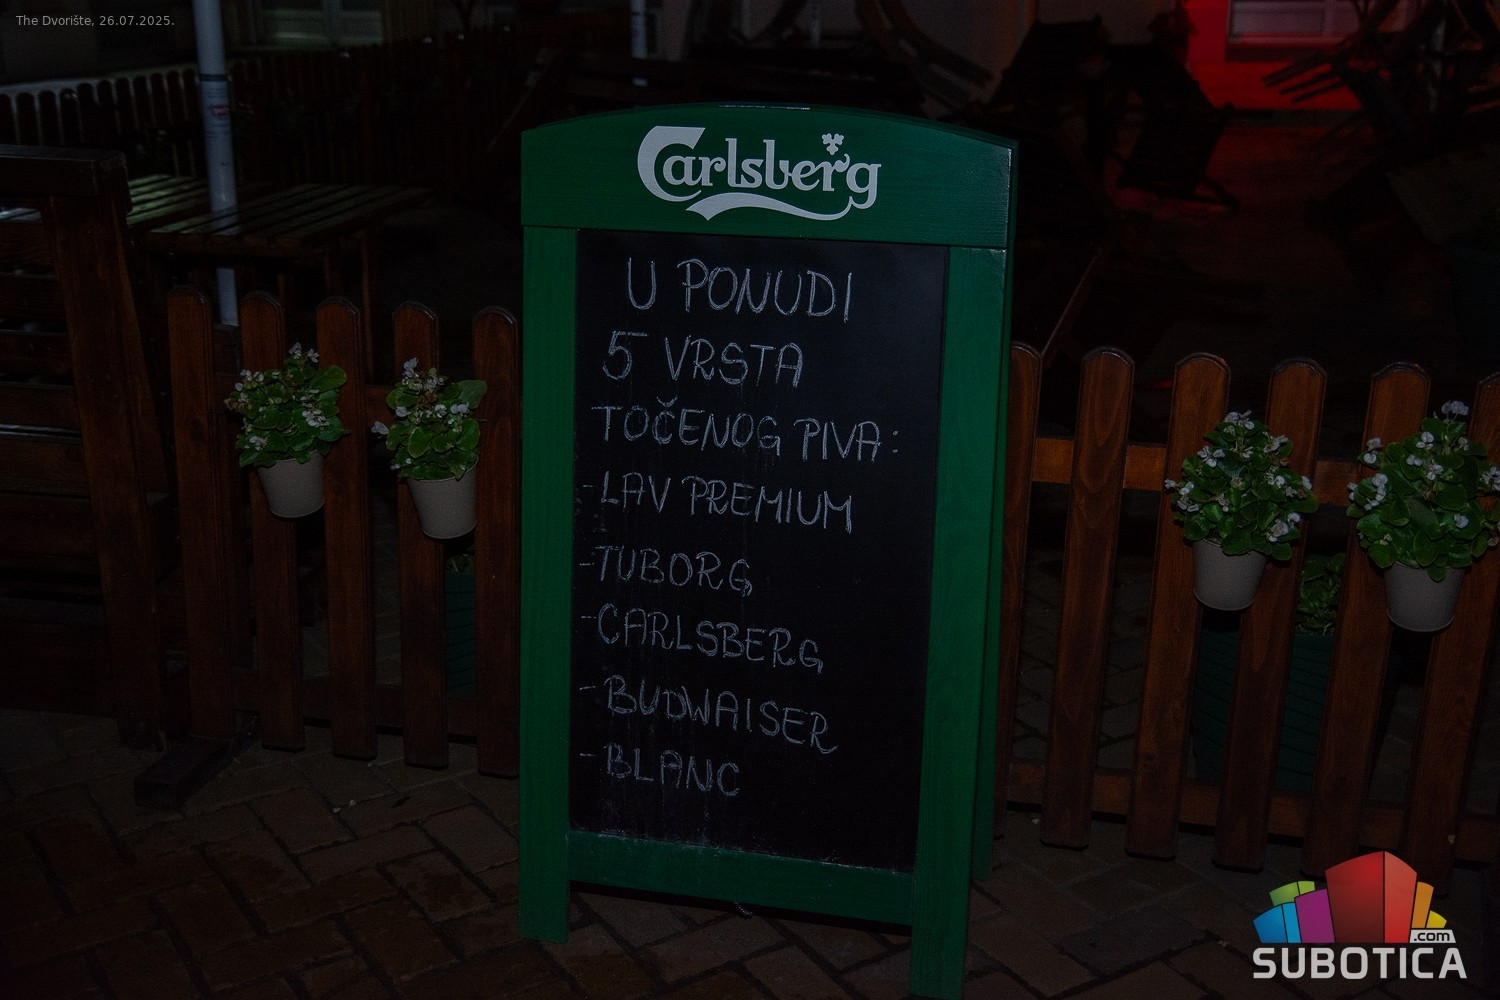 The Dvorište, 26.07.2025.
Carlsberg
U PONUDI
5 VRSTA
TOČENOG PIVA:
-LAV PREMIUM
-TUBORG
-CARLSBERG
-BUDWAISER
-BLANC
.com
SUBOTICA